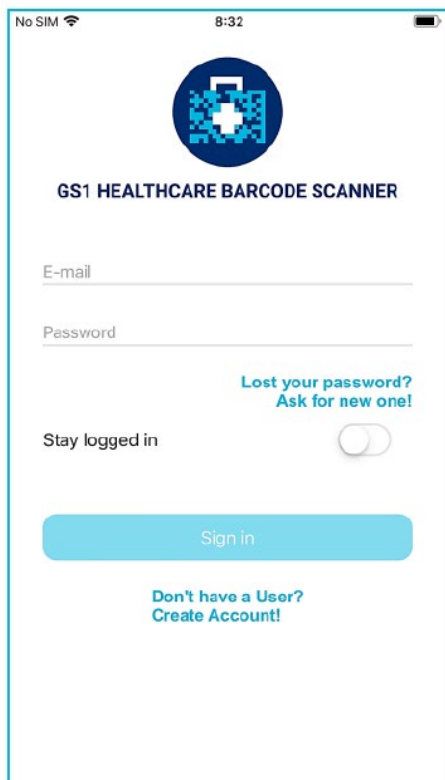 No SIM 8:32
GS1 HEALTHCARE BARCODE SCANNER
E-mail
Password
Lost your password?
Ask for new one!
Stay logged in
Sign in
Don't have a User?
Create Account!